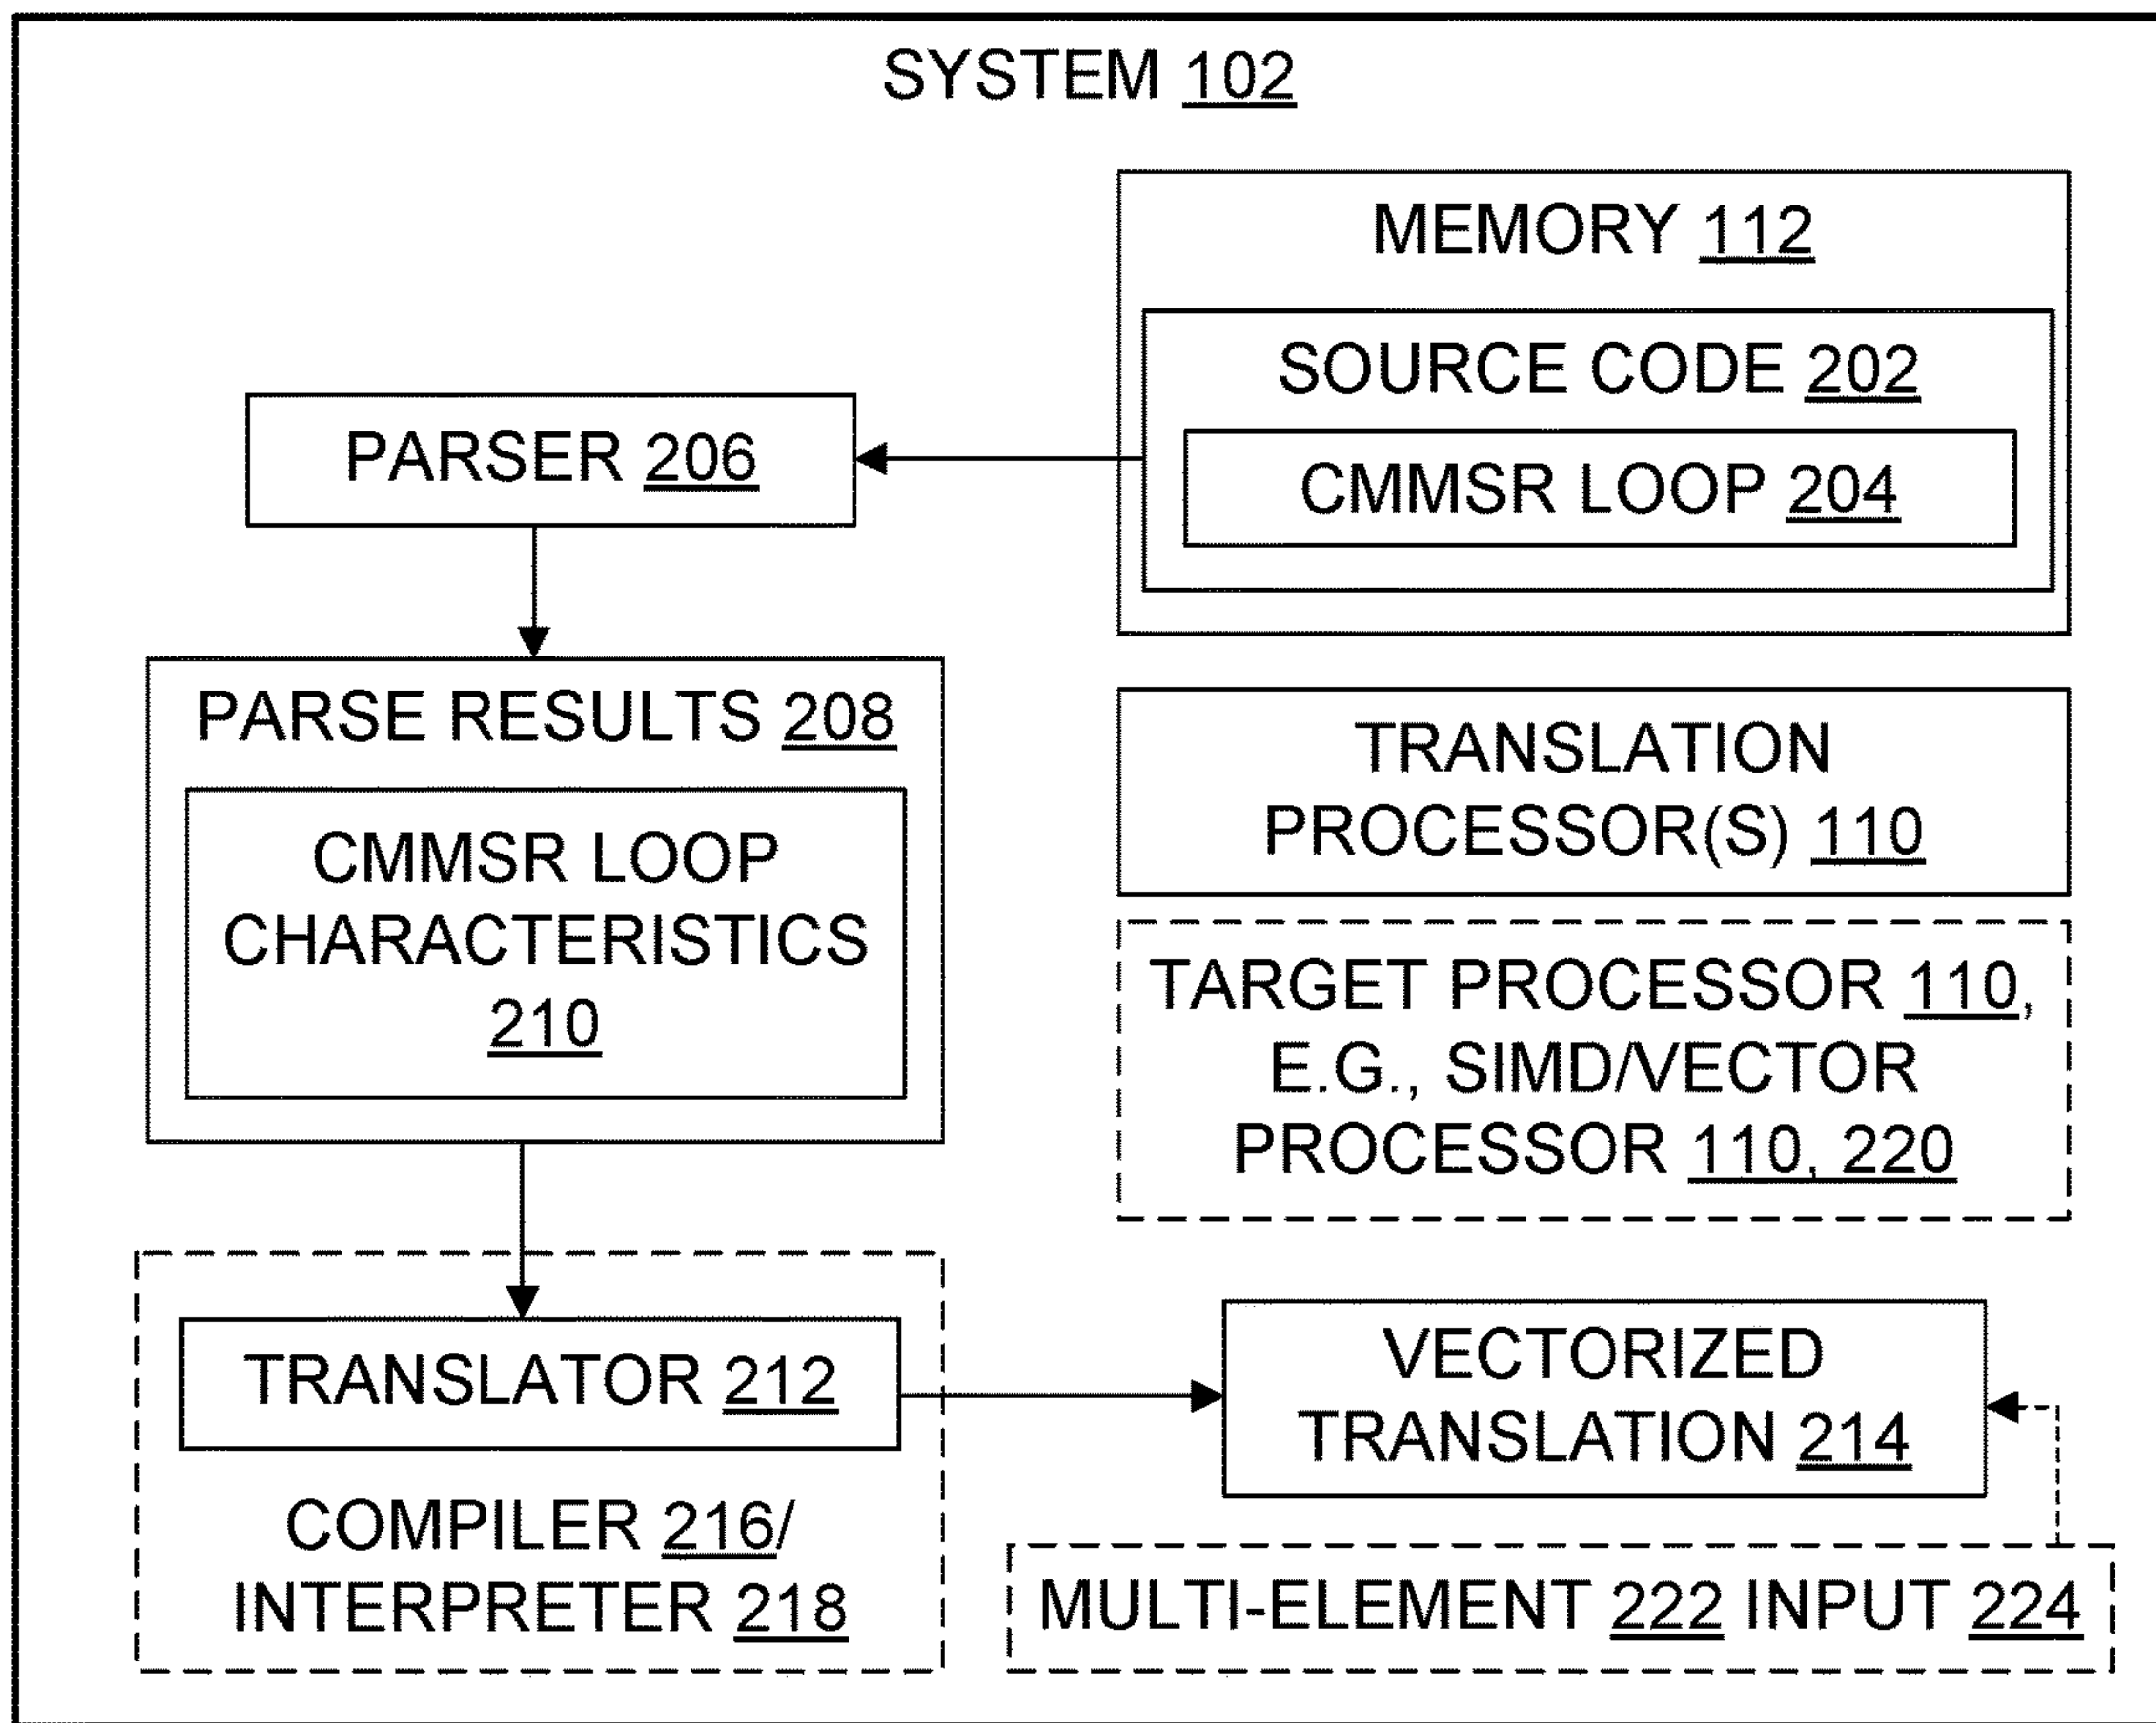 SYSTEM 102
MEMORY 112
SOURCE CODE 202
CMMSR LOOP 204
PARSER 206
PARSE RESULTS 208
CMMSR LOOP
CHARACTERISTICS
210
TRANSLATION
PROCESSOR(S) 110
TARGET PROCESSOR 110,
E.G., SIMD/VECTOR
PROCESSOR 110, 220
TRANSLATOR 212
COMPILER 216/
INTERPRETER 218
VECTORIZED
TRANSLATION 214
MULTI-ELEMENT 222 INPUT 224